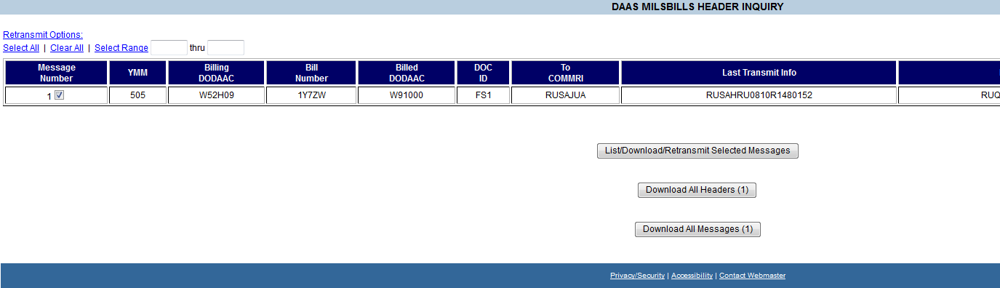 DAAS MILSBILLS HEADER INQUIRY
Retransmit Options:
Select All | Clear All | Select Range thru
Message Number YMM Billing DODAAC Bill Number Billed DODAAC DOC ID To COMMRI Last Transmit Info
1 505 W52H09 1Y7ZW W91000 FS1 RUSAJUA RUSAHRU0810R1480152 RUQ
List/Download/Retransmit Selected Messages
Download All Headers (1)
Download All Messages (1)
Privacy/Security | Accessibility | Contact Webmaster